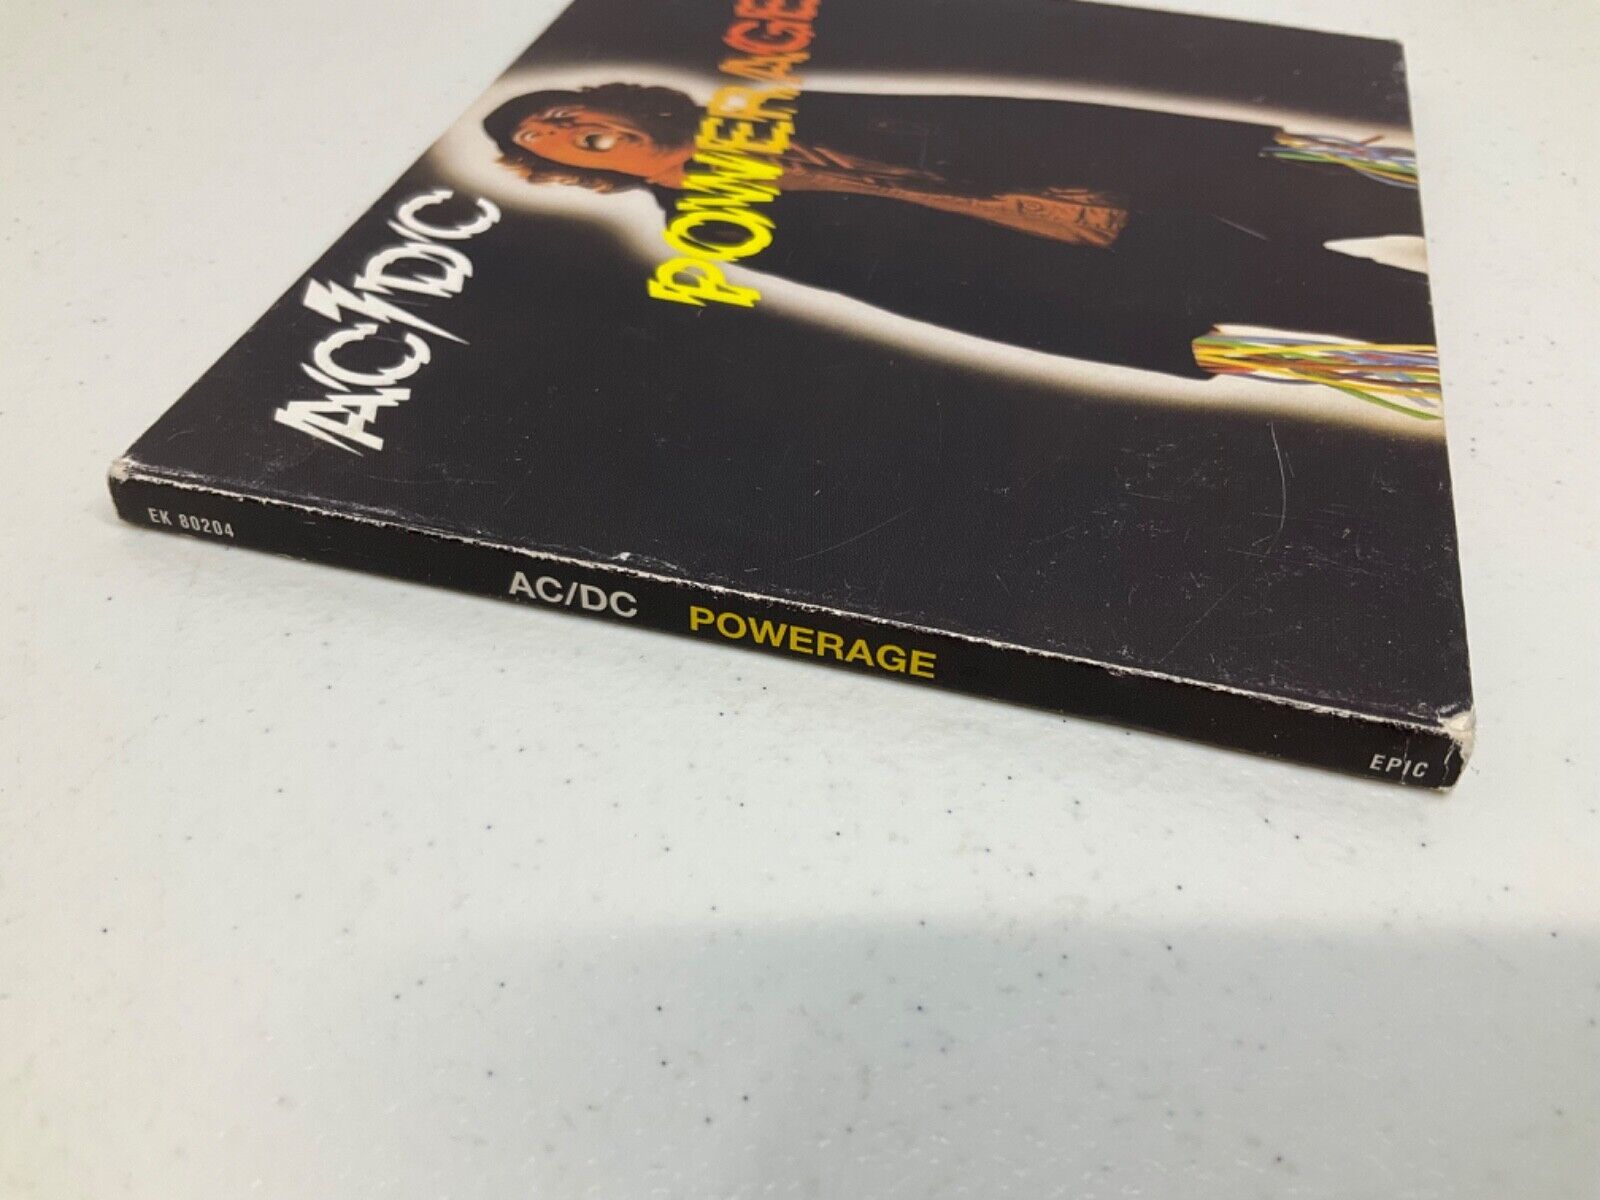 AC/DC
POWERAGE
EK 80204
AC/DC POWERAGE
EPIC